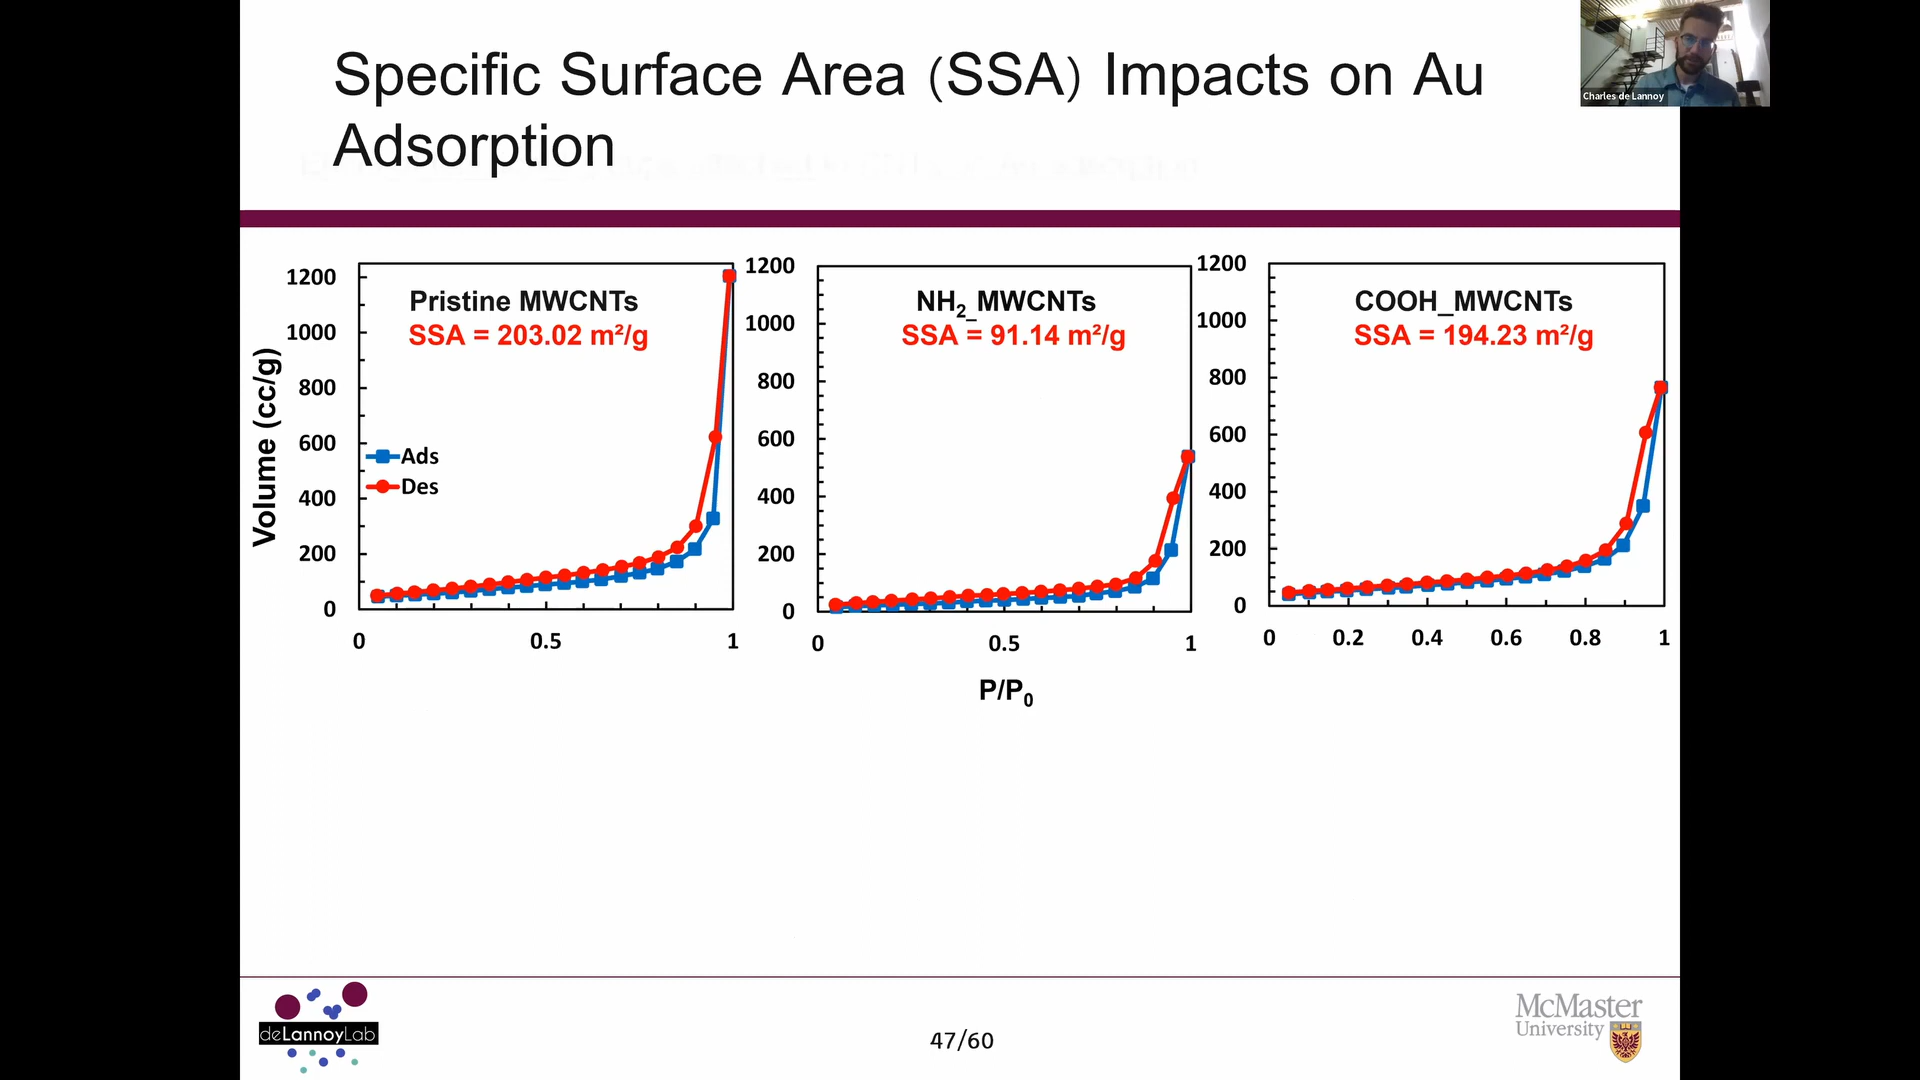 Specific Surface Area (SSA) Impacts on Au
Adsorption
Charles de Lannoy
Volume (cc/g)
1200
1000
800
600
400
200
0
Pristine MWCNTs
SSA = 203.02 m²/g
Ads
Des
0 0.5 1
1200
1000
800
600
400
200
0
NH₂_MWCNTs
SSA = 91.14 m²/g
0 0.5 1
P/P₀
1200
1000
800
600
400
200
0
COOH_MWCNTs
SSA = 194.23 m²/g
0 0.2 0.4 0.6 0.8 1
deLannoyLab
47/60
McMaster
University